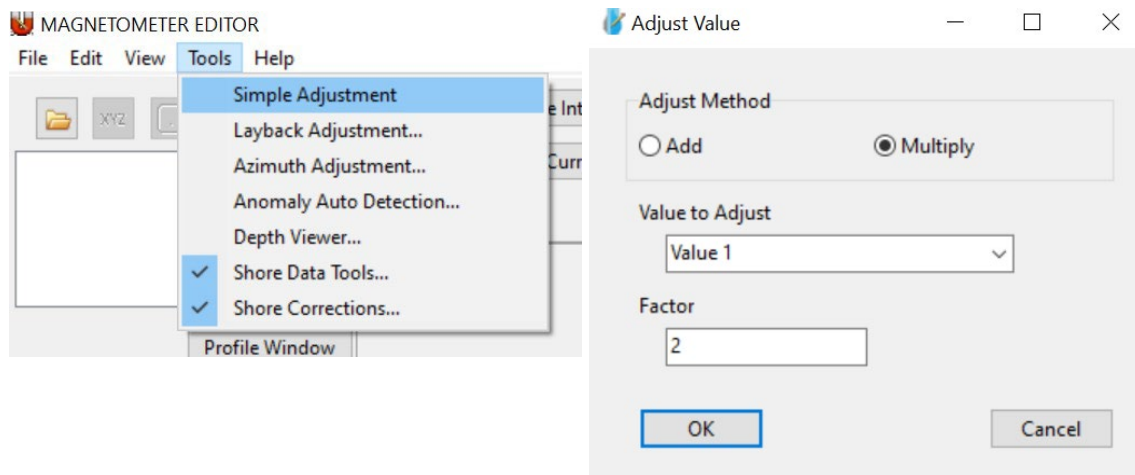 MAGNETOMETER EDITOR
File Edit View Tools Help
Simple Adjustment
Layback Adjustment...
Azimuth Adjustment...
Anomaly Auto Detection...
Depth Viewer...
Shore Data Tools...
Shore Corrections...
XYZ
e Int
Curr
Profile Window
Adjust Value
Adjust Method
Add Multiply
Value to Adjust
Value 1
Factor
2
OK Cancel